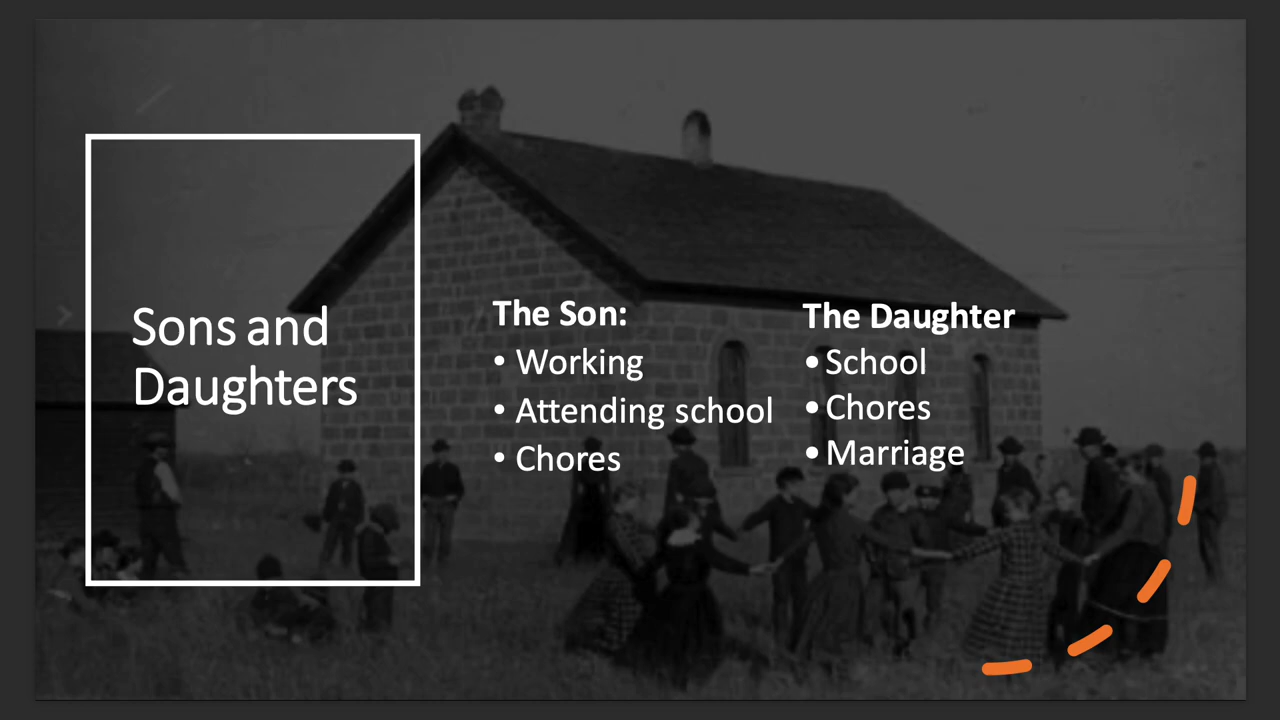 Sons and
Daughters
The Son:
• Working
• Attending school
• Chores
The Daughter
• School
• Chores
• Marriage